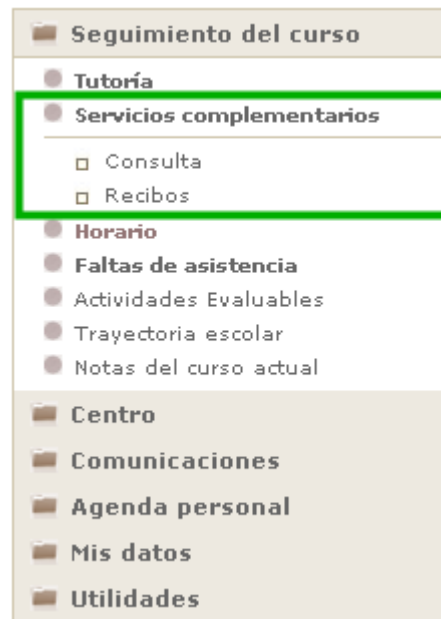 Seguimiento del curso
Tutoría
Servicios complementarios
Consulta
Recibos
Horario
Faltas de asistencia
Actividades Evaluables
Trayectoria escolar
Notas del curso actual
Centro
Comunicaciones
Agenda personal
Mis datos
Utilidades